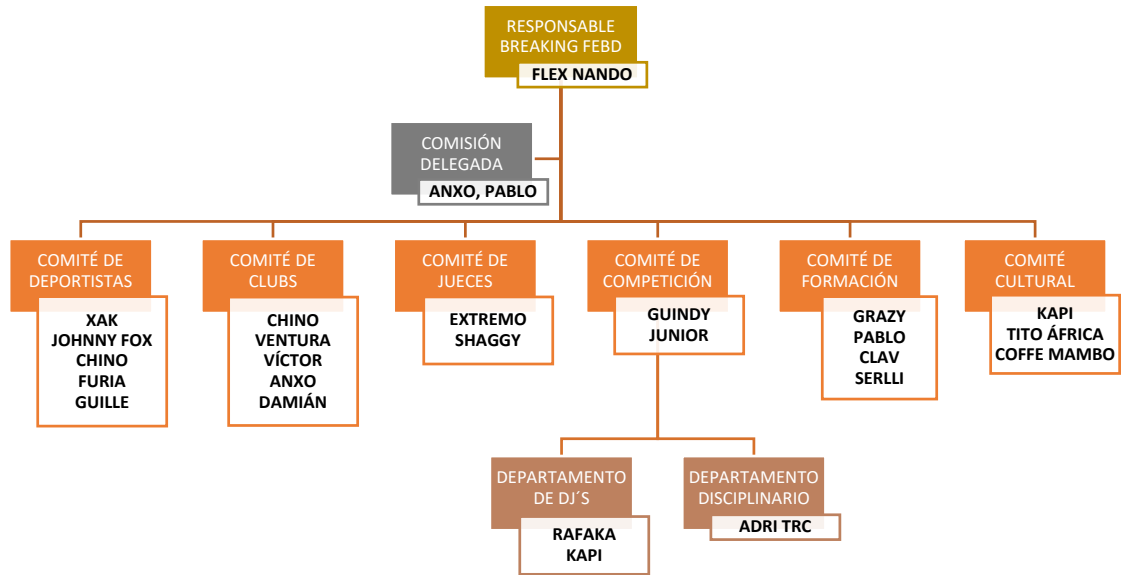 RESPONSABLE
BREAKING FEBD
FLEX NANDO
COMISIÓN
DELEGADA
ANXO, PABLO
COMITÉ DE
DEPORTISTAS
XAK
JOHNNY FOX
CHINO
FURIA
GUILLE
COMITÉ DE
CLUBS
CHINO
VENTURA
VÍCTOR
ANXO
DAMIÁN
COMITÉ DE
JUECES
EXTREMO
SHAGGY
COMITÉ DE
COMPETICIÓN
GUINDY
JUNIOR
COMITÉ DE
FORMACIÓN
GRAZY
PABLO
CLAV
SERLLI
COMITÉ
CULTURAL
KAPI
TITO ÁFRICA
COFFE MAMBO
DEPARTAMENTO
DE DJ´S
RAFAKA
KAPI
DEPARTAMENTO
DISCIPLINARIO
ADRI TRC